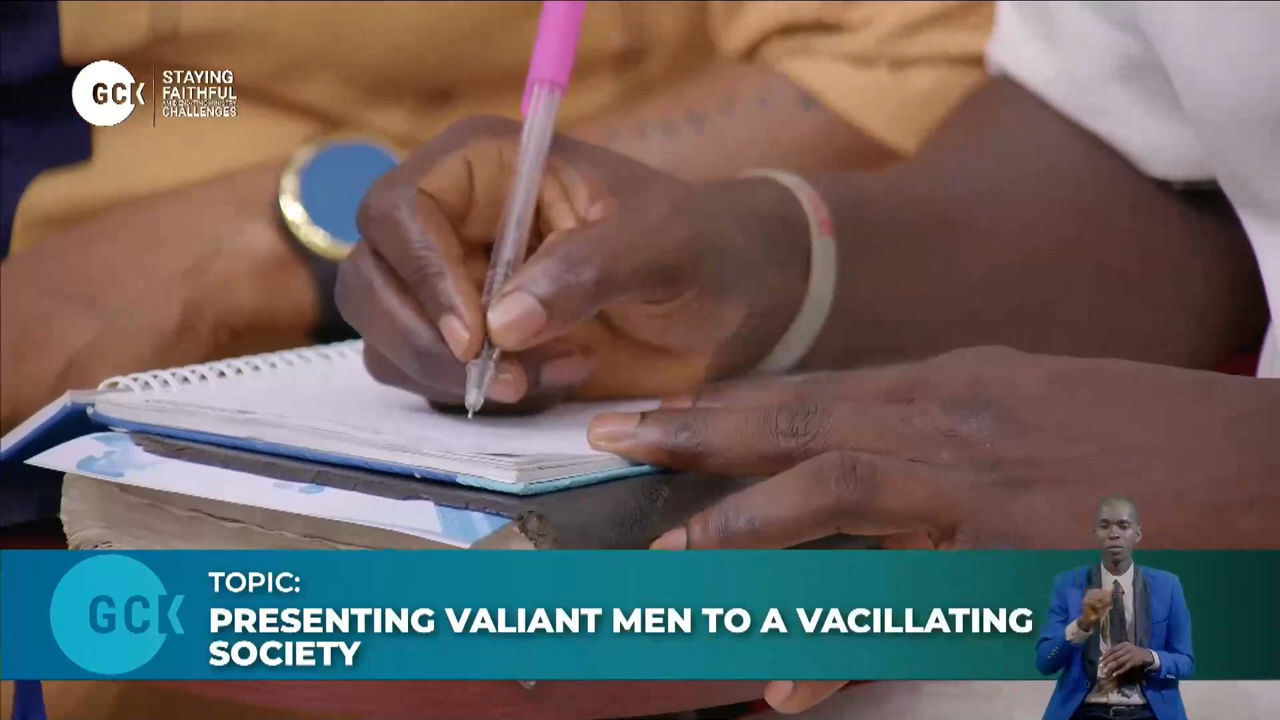 GCK
STAYING
FAITHFUL
CHALLENGES
TOPIC:
GCK
PRESENTING VALIANT MEN TO A VACILLATING
SOCIETY